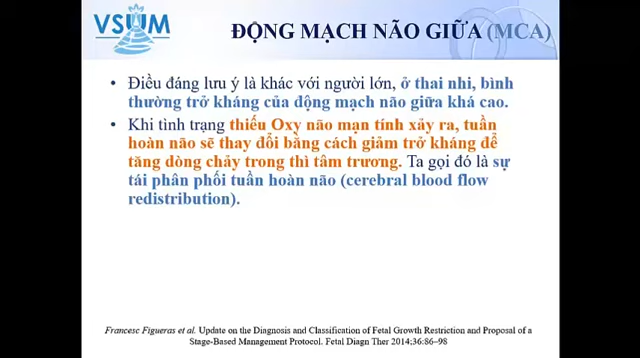 VSUM
ĐỘNG MẠCH NÃO GIỮA (MCA)
• Điều đáng lưu ý là khác với người lớn, ở thai nhi, bình
thường trở kháng của động mạch não giữa khá cao.
• Khi tình trạng thiếu Oxy não mạn tính xảy ra, tuần
hoàn não sẽ thay đổi bằng cách giảm trở kháng để
tăng dòng chảy trong thì tâm trương. Ta gọi đó là sự
tái phân phối tuần hoàn não (cerebral blood flow
redistribution).
Francesc Figueras et al. Update on the Diagnosis and Classification of Fetal Growth Restriction and Proposal of a
Stage-Based Management Protocol. Fetal Diagn Ther 2014;36:86–98